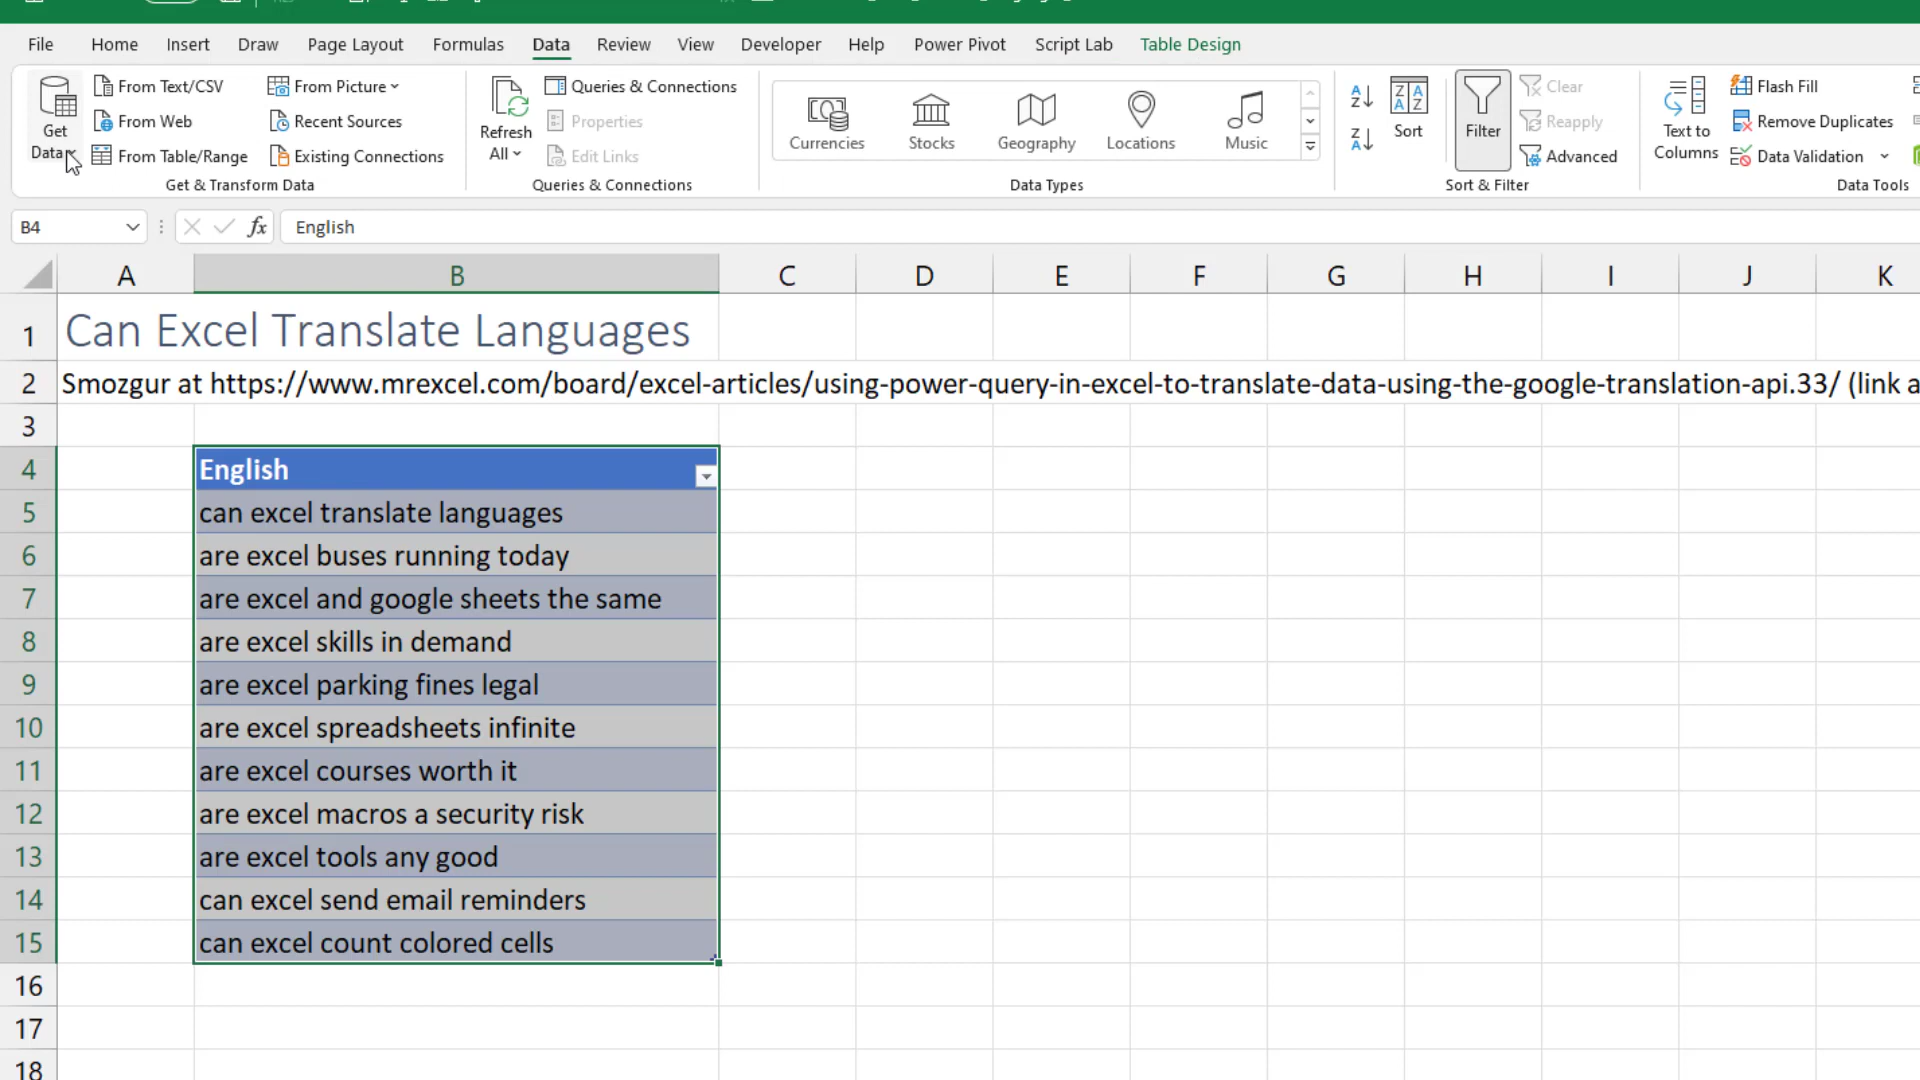 File Home Insert Draw Page Layout Formulas Data Review View Developer Help Power Pivot Script Lab Table Design
Get Data
From Text/CSV
From Web
From Table/Range
From Picture
Recent Sources
Existing Connections
Get & Transform Data
Refresh All
Queries & Connections
Properties
Edit Links
Queries & Connections
Currencies Stocks Geography Locations Music
Data Types
Sort
Filter
Clear
Reapply
Advanced
Sort & Filter
Text to Columns
Flash Fill
Remove Duplicates
Data Validation
Data Tools
B4 fx English
A B C D E F G H I J K
1 Can Excel Translate Languages
2 Smozgur at https://www.mrexcel.com/board/excel-articles/using-power-query-in-excel-to-translate-data-using-the-google-translation-api.33/ (link a
3
4 English
5 can excel translate languages
6 are excel buses running today
7 are excel and google sheets the same
8 are excel skills in demand
9 are excel parking fines legal
10 are excel spreadsheets infinite
11 are excel courses worth it
12 are excel macros a security risk
13 are excel tools any good
14 can excel send email reminders
15 can excel count colored cells
16
17
18